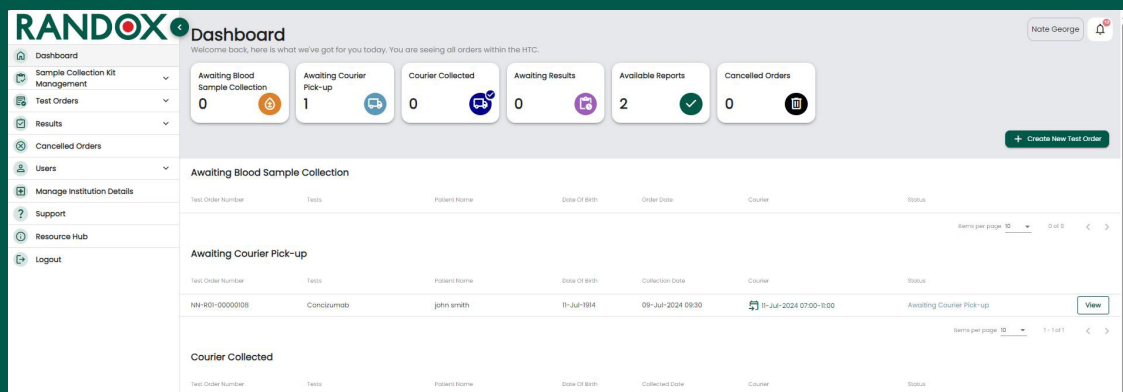 RANDOX
Dashboard
Sample Collection Kit
Management
Test Orders
Results
Cancelled Orders
Users
Manage Institution Details
Support
Resource Hub
Logout
Dashboard
Welcome back, here is what we've got for you today. You are seeing all orders within the HTC.
Nate George
Awaiting Blood
Sample Collection
0
Awaiting Courier
Pick-up
1
Courier Collected
0
Awaiting Results
0
Available Reports
2
Cancelled Orders
0
+ Create New Test Order
Awaiting Blood Sample Collection
Test Order Number Tests Patient Name Date Of Birth Order Date Courier Status
Items per page 10 0 of 0
Awaiting Courier Pick-up
Test Order Number Tests Patient Name Date Of Birth Collection Date Courier Status
NN-R01-00000108 Concizumab john smith 11-Jul-1914 09-Jul-2024 09:30 11-Jul-2024 07:00-11:00 Awaiting Courier Pick-up View
Items per page 10 1 - 1 of 1
Courier Collected
Test Order Number Tests Patient Name Date Of Birth Collected Date Courier Status